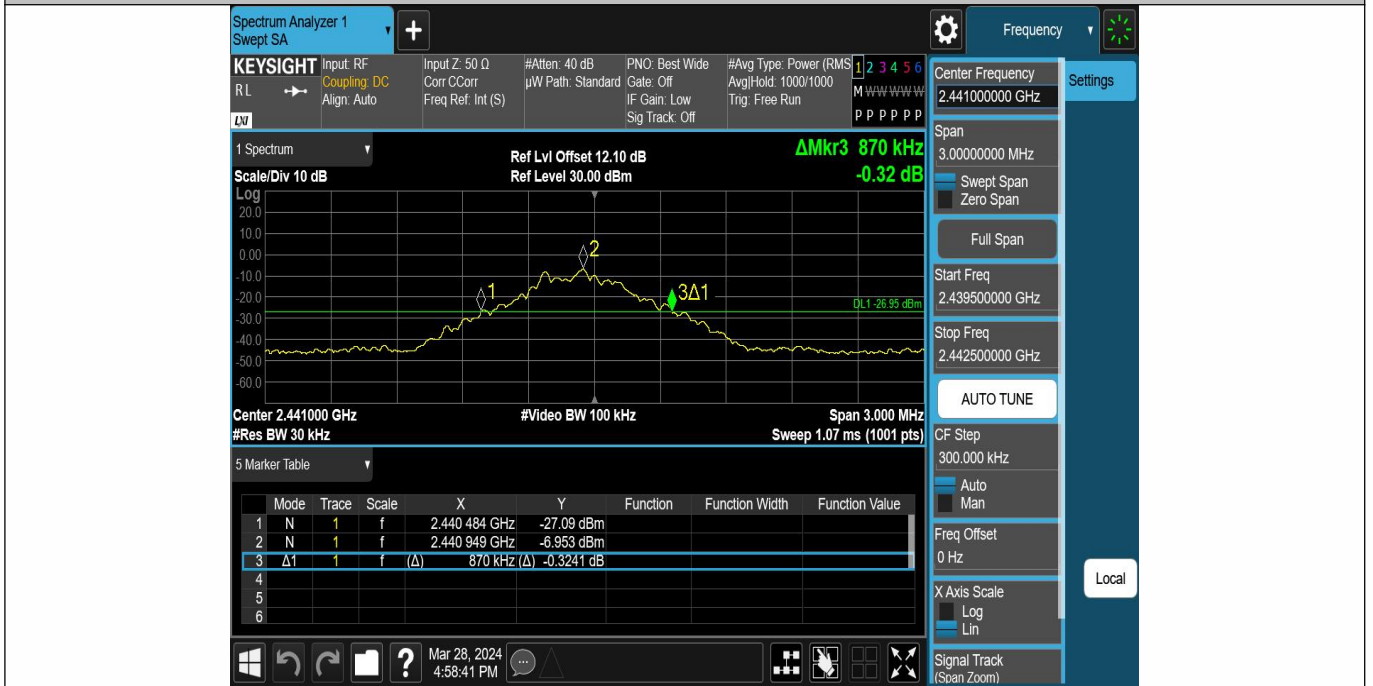 Spectrum Analyzer 1
Swept SA
+
Frequency
KEYSIGHT
RL
LXI
Input: RF
Coupling: DC
Align: Auto
Input Z: 50 Ω
Corr CCorr
Freq Ref: Int (S)
#Atten: 40 dB
µW Path: Standard
PNO: Best Wide
Gate: Off
IF Gain: Low
Sig Track: Off
#Avg Type: Power (RMS
Avg|Hold: 1000/1000
Trig: Free Run
1 2 3 4 5 6
M W W W W W
P P P P P P
1 Spectrum
Scale/Div 10 dB
Ref Lvl Offset 12.10 dB
Ref Level 30.00 dBm
ΔMkr3 870 kHz
-0.32 dB
Log
20.0
10.0
0.00
-10.0
-20.0
-30.0
-40.0
-50.0
-60.0
1
2
3Δ1
DL1 -26.95 dBm
Center 2.441000 GHz
#Video BW 100 kHz
Span 3.000 MHz
#Res BW 30 kHz
Sweep 1.07 ms (1001 pts)
5 Marker Table
Mode Trace Scale X Y Function Function Width Function Value
1 N 1 f 2.440 484 GHz -27.09 dBm
2 N 1 f 2.440 949 GHz -6.953 dBm
3 Δ1 1 f (Δ) 870 kHz (Δ) -0.3241 dB
4
5
6
?
Mar 28, 2024
4:58:41 PM
Center Frequency
2.441000000 GHz
Settings
Span
3.00000000 MHz
Swept Span
Zero Span
Full Span
Start Freq
2.439500000 GHz
Stop Freq
2.442500000 GHz
AUTO TUNE
CF Step
300.000 kHz
Auto
Man
Freq Offset
0 Hz
Local
X Axis Scale
Log
Lin
Signal Track
(Span Zoom)